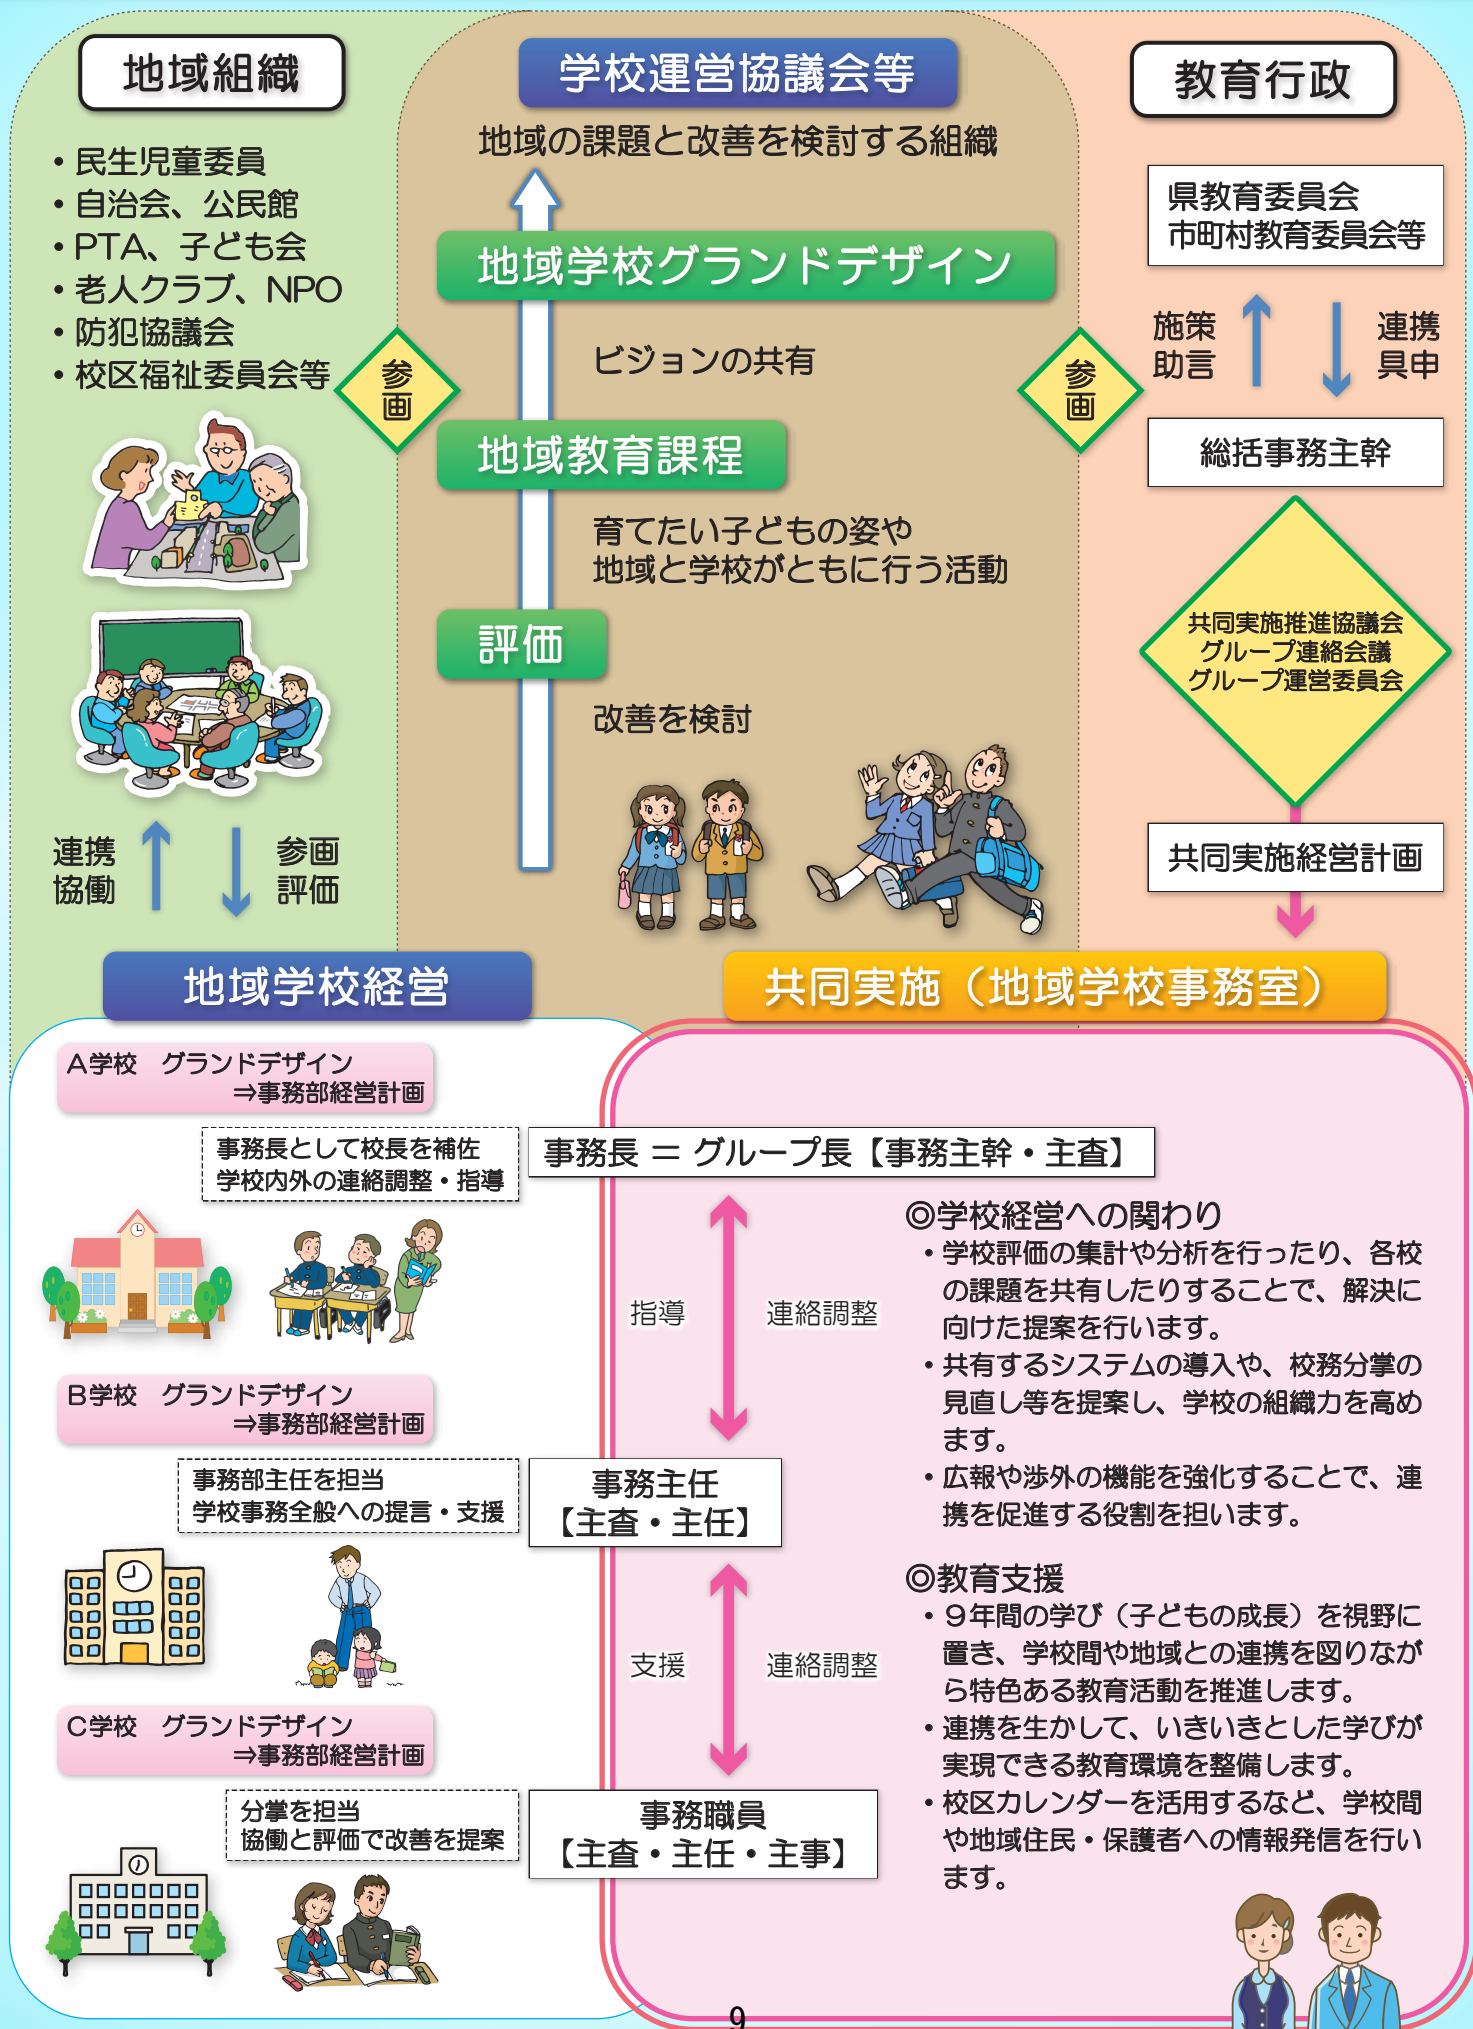 地域組織
・民生児童委員
・自治会、公民館
・PTA、子ども会
・老人クラブ、NPO
・防犯協議会
・校区福祉委員会等
連携
協働
参画
評価
参画
学校運営協議会等
地域の課題と改善を検討する組織
地域学校グランドデザイン
ビジョンの共有
地域教育課程
育てたい子どもの姿や
地域と学校がともに行う活動
評価
改善を検討
参画
教育行政
県教育委員会
市町村教育委員会等
施策
助言
連携
具申
総括事務主幹
共同実施推進協議会
グループ連絡会議
グループ運営委員会
共同実施経営計画
地域学校経営
A学校　グランドデザイン
⇒事務部経営計画
事務長として校長を補佐
学校内外の連絡調整・指導
B学校　グランドデザイン
⇒事務部経営計画
事務部主任を担当
学校事務全般への提言・支援
C学校　グランドデザイン
⇒事務部経営計画
分掌を担当
協働と評価で改善を提案
共同実施（地域学校事務室）
事務長 ＝ グループ長【事務主幹・主査】
指導
連絡調整
事務主任
【主査・主任】
支援
連絡調整
事務職員
【主査・主任・主事】
◎学校経営への関わり
・学校評価の集計や分析を行ったり、各校
の課題を共有したりすることで、解決に
向けた提案を行います。
・共有するシステムの導入や、校務分掌の
見直し等を提案し、学校の組織力を高め
ます。
・広報や渉外の機能を強化することで、連
携を促進する役割を担います。
◎教育支援
・９年間の学び（子どもの成長）を視野に
置き、学校間や地域との連携を図りなが
ら特色ある教育活動を推進します。
・連携を生かして、いきいきとした学びが
実現できる教育環境を整備します。
・校区カレンダーを活用するなど、学校間
や地域住民・保護者への情報発信を行い
ます。
9